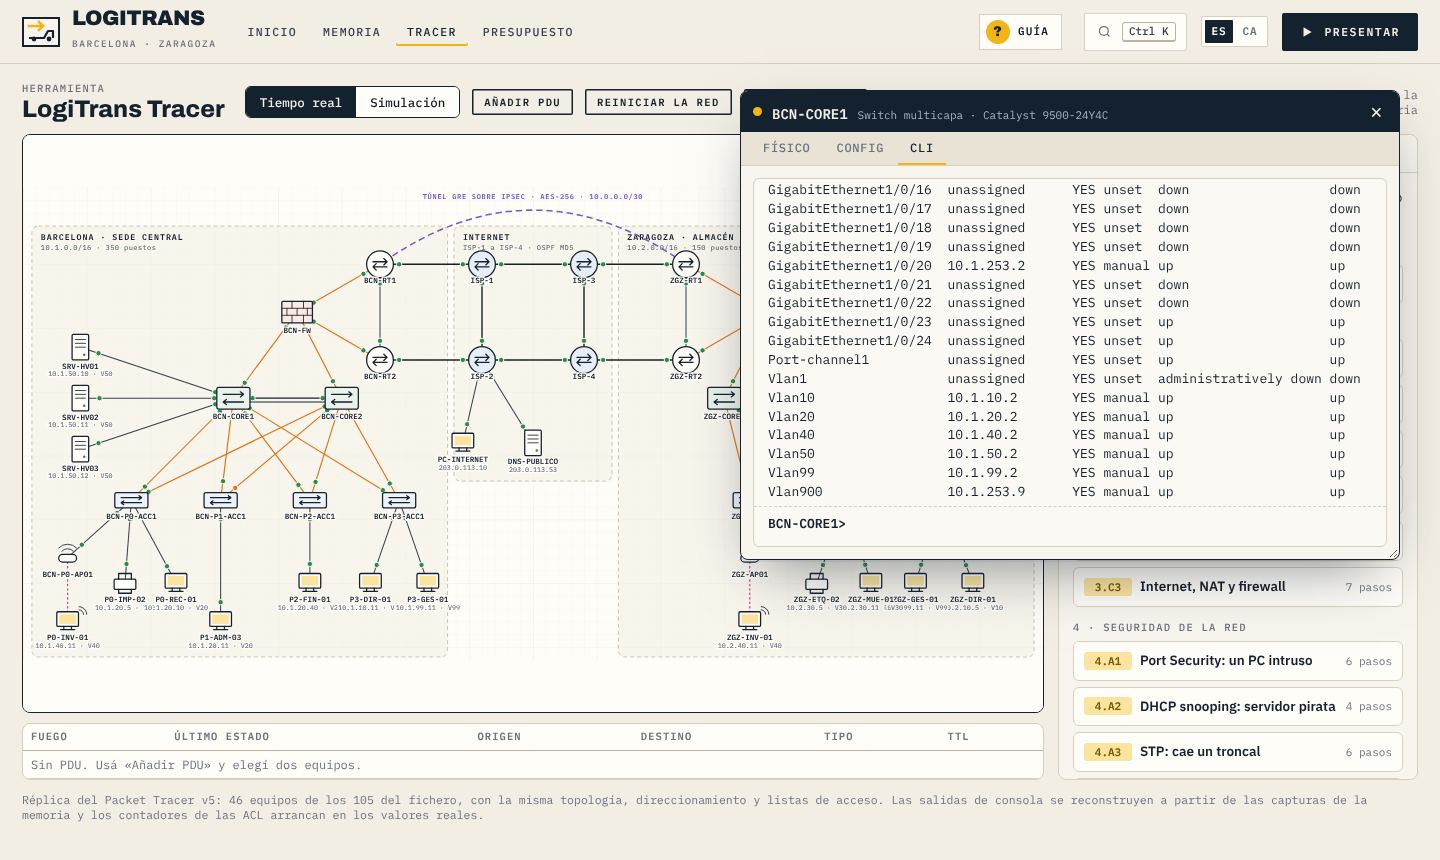 LOGITRANS
BARCELONA · ZARAGOZA
INICIO
MEMORIA
TRACER
PRESUPUESTO
? GUÍA
Ctrl K
ES CA
PRESENTAR
HERRAMIENTA
LogiTrans Tracer
Tiempo real
Simulación
AÑADIR PDU
REINICIAR LA RED
la
ria
BCN-CORE1 Switch multicapa · Catalyst 9500-24Y4C
FÍSICO
CONFIG
CLI
GigabitEthernet1/0/16 unassigned YES unset down down
GigabitEthernet1/0/17 unassigned YES unset down down
GigabitEthernet1/0/18 unassigned YES unset down down
GigabitEthernet1/0/19 unassigned YES unset down down
GigabitEthernet1/0/20 10.1.253.2 YES manual up up
GigabitEthernet1/0/21 unassigned YES unset down down
GigabitEthernet1/0/22 unassigned YES unset down down
GigabitEthernet1/0/23 unassigned YES unset up up
GigabitEthernet1/0/24 unassigned YES unset up up
Port-channel1 unassigned YES unset up up
Vlan1 unassigned YES unset administratively down down
Vlan10 10.1.10.2 YES manual up up
Vlan20 10.1.20.2 YES manual up up
Vlan40 10.1.40.2 YES manual up up
Vlan50 10.1.50.2 YES manual up up
Vlan99 10.1.99.2 YES manual up up
Vlan900 10.1.253.9 YES manual up up
BCN-CORE1>
TÚNEL GRE SOBRE IPSEC · AES-256 · 10.0.0.0/30
BARCELONA · SEDE CENTRAL
10.1.0.0/16 · 350 puestos
INTERNET
ISP-1 a ISP-4 · OSPF MD5
ZARAGOZA · ALMACÉN
BCN-RT1
ISP-1
ISP-3
ZGZ-RT1
BCN-FW
SRV-HV01
10.1.50.10 · V50
BCN-RT2
ISP-2
ISP-4
ZGZ-RT2
SRV-HV02
10.1.50.11 · V50
BCN-CORE1
BCN-CORE2
ZGZ-CORE
SRV-HV03
10.1.50.12 · V50
PC-INTERNET
203.0.113.10
DNS-PUBLICO
203.0.113.53
BCN-P0-ACC1
BCN-P1-ACC1
BCN-P2-ACC1
BCN-P3-ACC1
BCN-P0-AP01
ZGZ-AP01
P0-IMP-02
P0-REC-01
P2-FIN-01
P3-DIR-01
P3-GES-01
ZGZ-ETQ-02
ZGZ-MUE-01
ZGZ-GES-01
ZGZ-DIR-01
P0-INV-01
10.1.40.11 · V40
P1-ADM-03
10.1.20.11 · V20
ZGZ-INV-01
10.2.40.11 · V40
3.C3 Internet, NAT y firewall 7 pasos
4 · SEGURIDAD DE LA RED
4.A1 Port Security: un PC intruso 6 pasos
4.A2 DHCP snooping: servidor pirata 4 pasos
4.A3 STP: cae un troncal 6 pasos
FUEGO ÚLTIMO ESTADO ORIGEN DESTINO TIPO TTL
Sin PDU. Usá «Añadir PDU» y elegí dos equipos.
Réplica del Packet Tracer v5: 46 equipos de los 105 del fichero, con la misma topología, direccionamiento y listas de acceso. Las salidas de consola se reconstruyen a partir de las capturas de la
memoria y los contadores de las ACL arrancan en los valores reales.